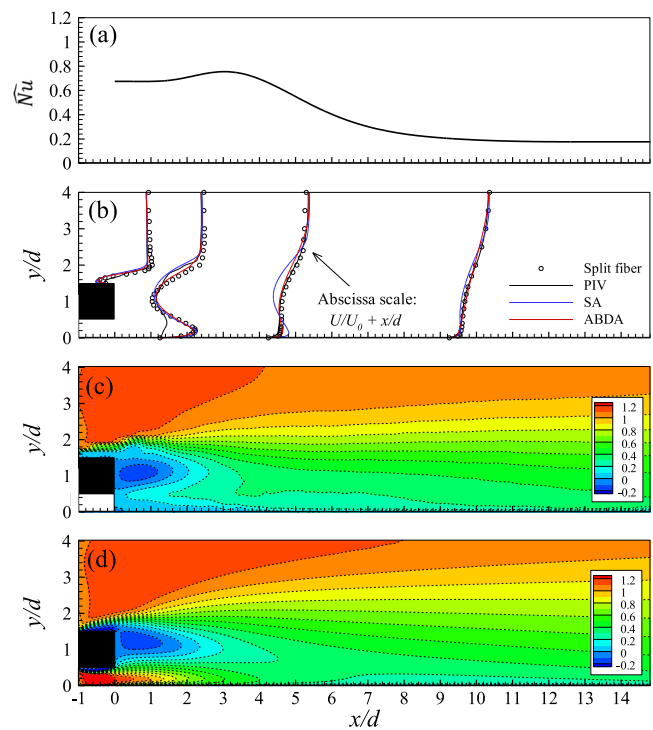 1.2
1
0.8
0.6
0.4
0.2
0
N̂u
(a)
4
3
2
1
0
y/d
(b)
Abscissa scale:
U/U₀ + x/d
Split fiber
PIV
SA
ABDA
4
3
2
1
0
y/d
(c)
1.2
1
0.8
0.6
0.4
0.2
0
-0.2
4
3
2
1
0
y/d
(d)
1.2
1
0.8
0.6
0.4
0.2
0
-0.2
-1 0 1 2 3 4 5 6 7 8 9 10 11 12 13 14
x/d